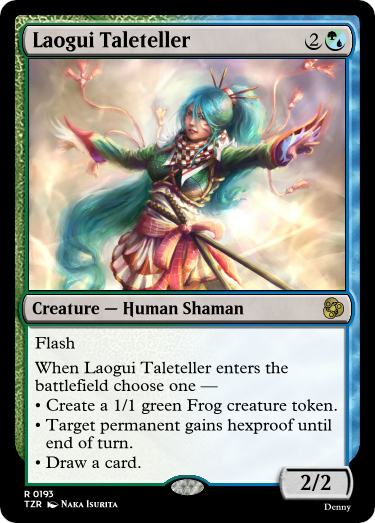 Laogui Taleteller 2
Creature — Human Shaman
Flash
When Laogui Taleteller enters the
battlefield choose one —
• Create a 1/1 green Frog creature token.
• Target permanent gains hexproof until
end of turn.
• Draw a card.
2/2
R 0193
TZR Naka Isurita
Denny